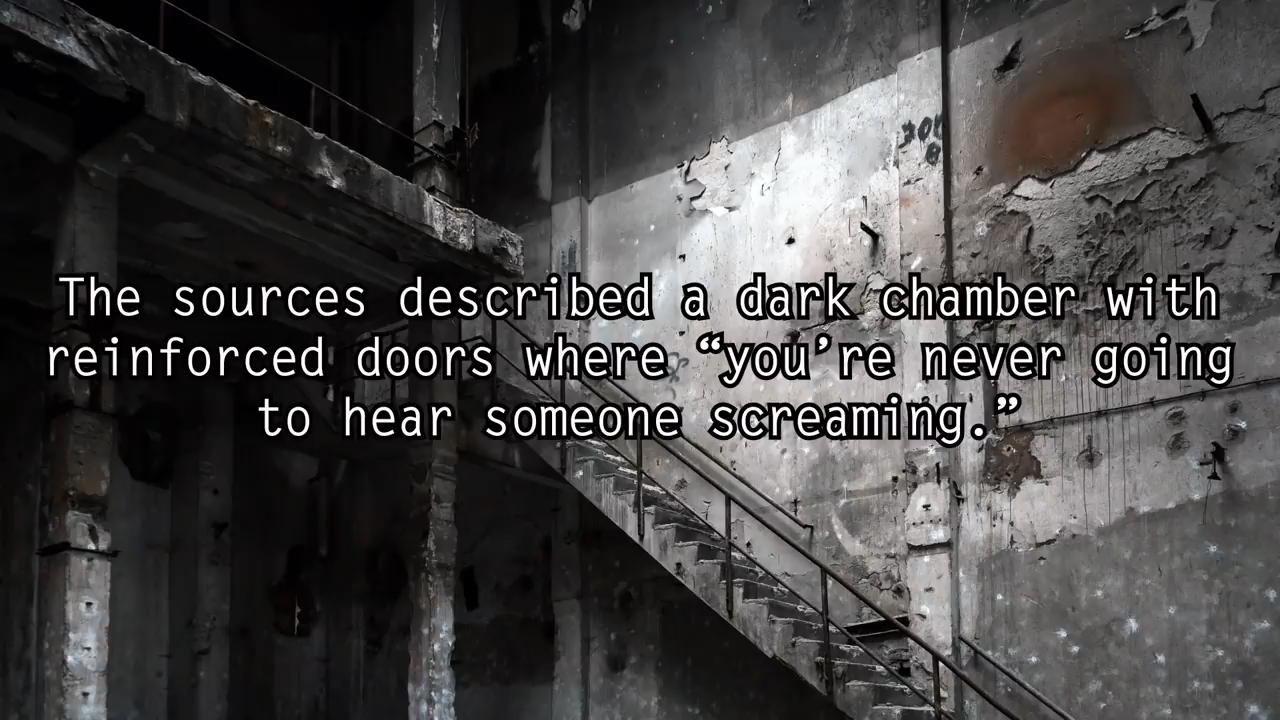 The sources described a dark chamber with
reinforced doors where “you’re never going
to hear someone screaming.”